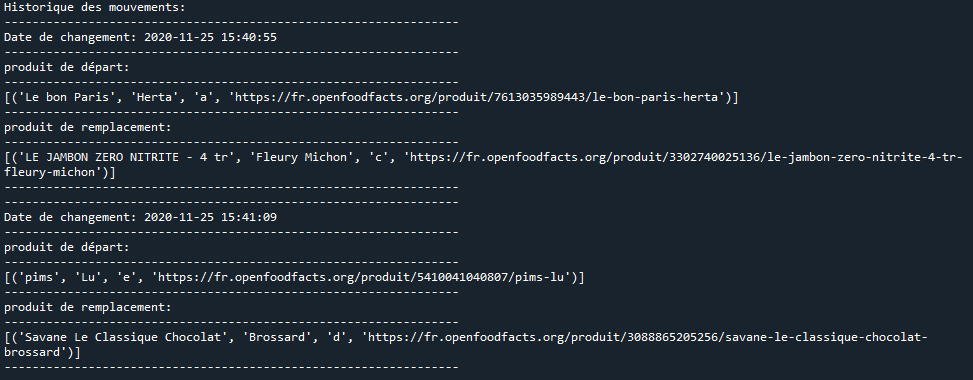 Historique des mouvements:
-----------------------------------------------------------------
Date de changement: 2020-11-25 15:40:55
-----------------------------------------------------------------
produit de départ:
-----------------------------------------------------------------
[('Le bon Paris', 'Herta', 'a', 'https://fr.openfoodfacts.org/produit/7613035989443/le-bon-paris-herta')]
-----------------------------------------------------------------
produit de remplacement:
-----------------------------------------------------------------
[('LE JAMBON ZERO NITRITE - 4 tr', 'Fleury Michon', 'c', 'https://fr.openfoodfacts.org/produit/3302740025136/le-jambon-zero-nitrite-4-tr-
fleury-michon')]
-----------------------------------------------------------------
-----------------------------------------------------------------
Date de changement: 2020-11-25 15:41:09
-----------------------------------------------------------------
produit de départ:
-----------------------------------------------------------------
[('pims', 'Lu', 'e', 'https://fr.openfoodfacts.org/produit/5410041040807/pims-lu')]
-----------------------------------------------------------------
produit de remplacement:
-----------------------------------------------------------------
[('Savane Le Classique Chocolat', 'Brossard', 'd', 'https://fr.openfoodfacts.org/produit/3088865205256/savane-le-classique-chocolat-
brossard')]
-----------------------------------------------------------------